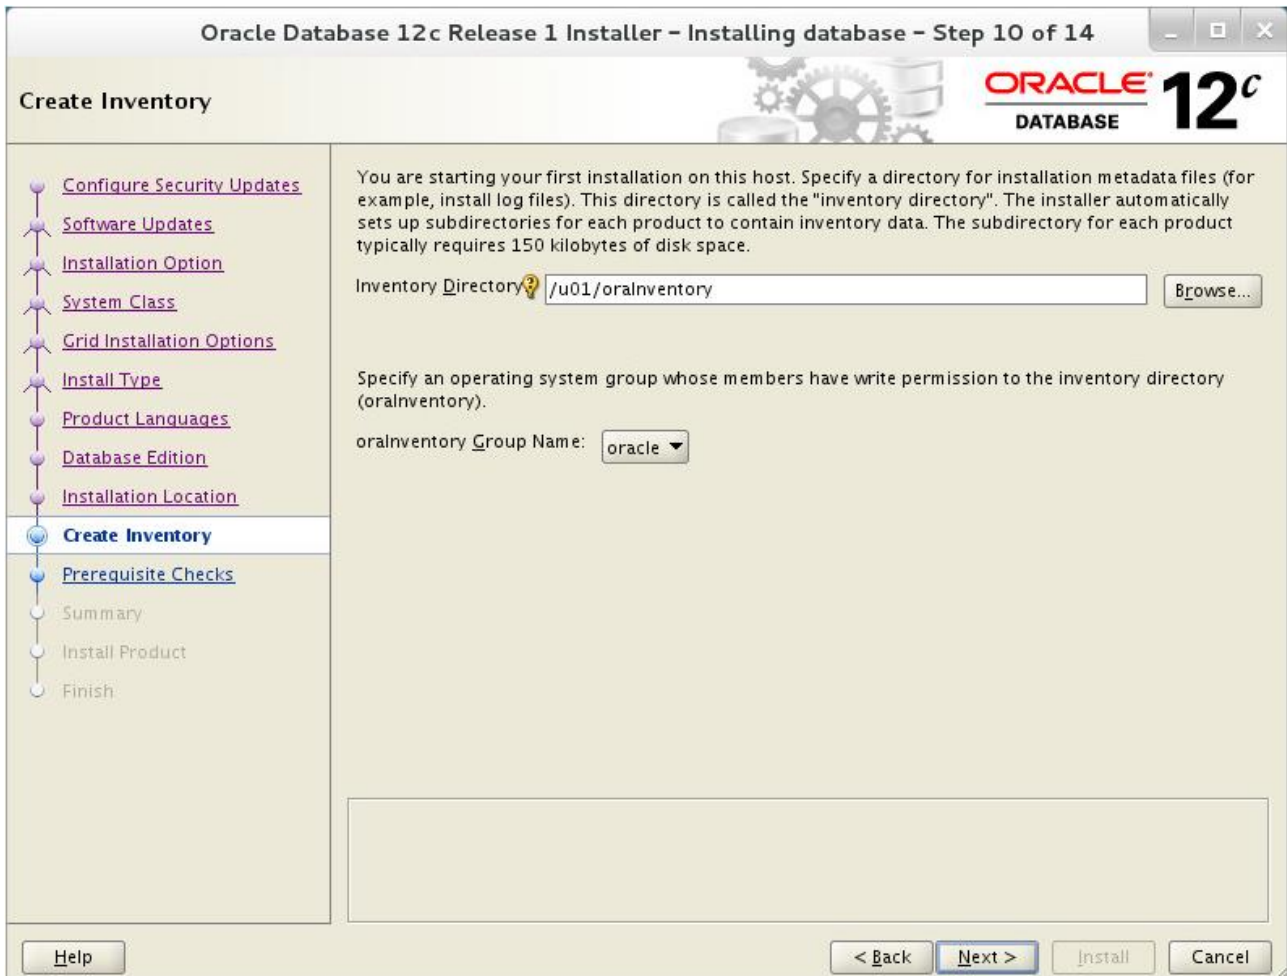 Oracle Database 12c Release 1 Installer – Installing database – Step 10 of 14
Create Inventory
ORACLE
DATABASE
12c
Configure Security Updates
Software Updates
Installation Option
System Class
Grid Installation Options
Install Type
Product Languages
Database Edition
Installation Location
Create Inventory
Prerequisite Checks
Summary
Install Product
Finish
You are starting your first installation on this host. Specify a directory for installation metadata files (for
example, install log files). This directory is called the "inventory directory". The installer automatically
sets up subdirectories for each product to contain inventory data. The subdirectory for each product
typically requires 150 kilobytes of disk space.
Inventory Directory /u01/oraInventory Browse...
Specify an operating system group whose members have write permission to the inventory directory
(oraInventory).
oraInventory Group Name: oracle
Help < Back Next > Install Cancel